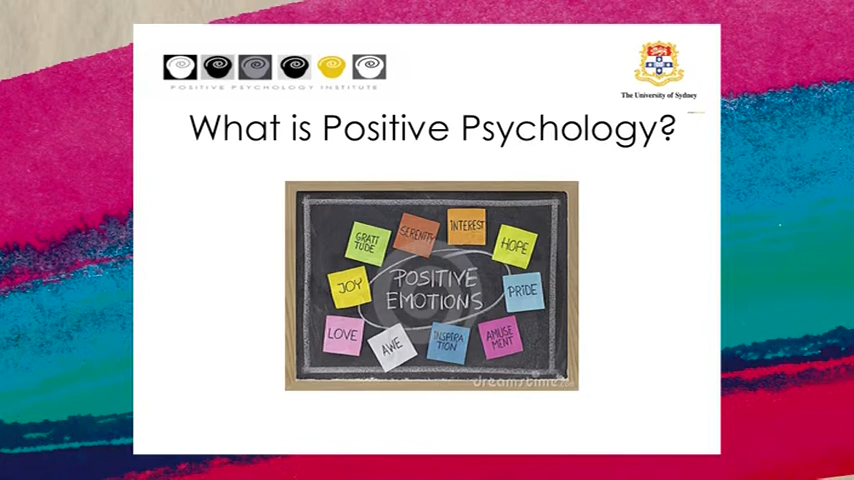 POSITIVE PSYCHOLOGY INSTITUTE
The University of Sydney
What is Positive Psychology?
GRATI
TUDE
SERENITY
INTEREST
HOPE
JOY
POSITIVE
EMOTIONS
PRIDE
LOVE
AWE
INSPIRA
TION
AMUSE
MENT
dreamstime